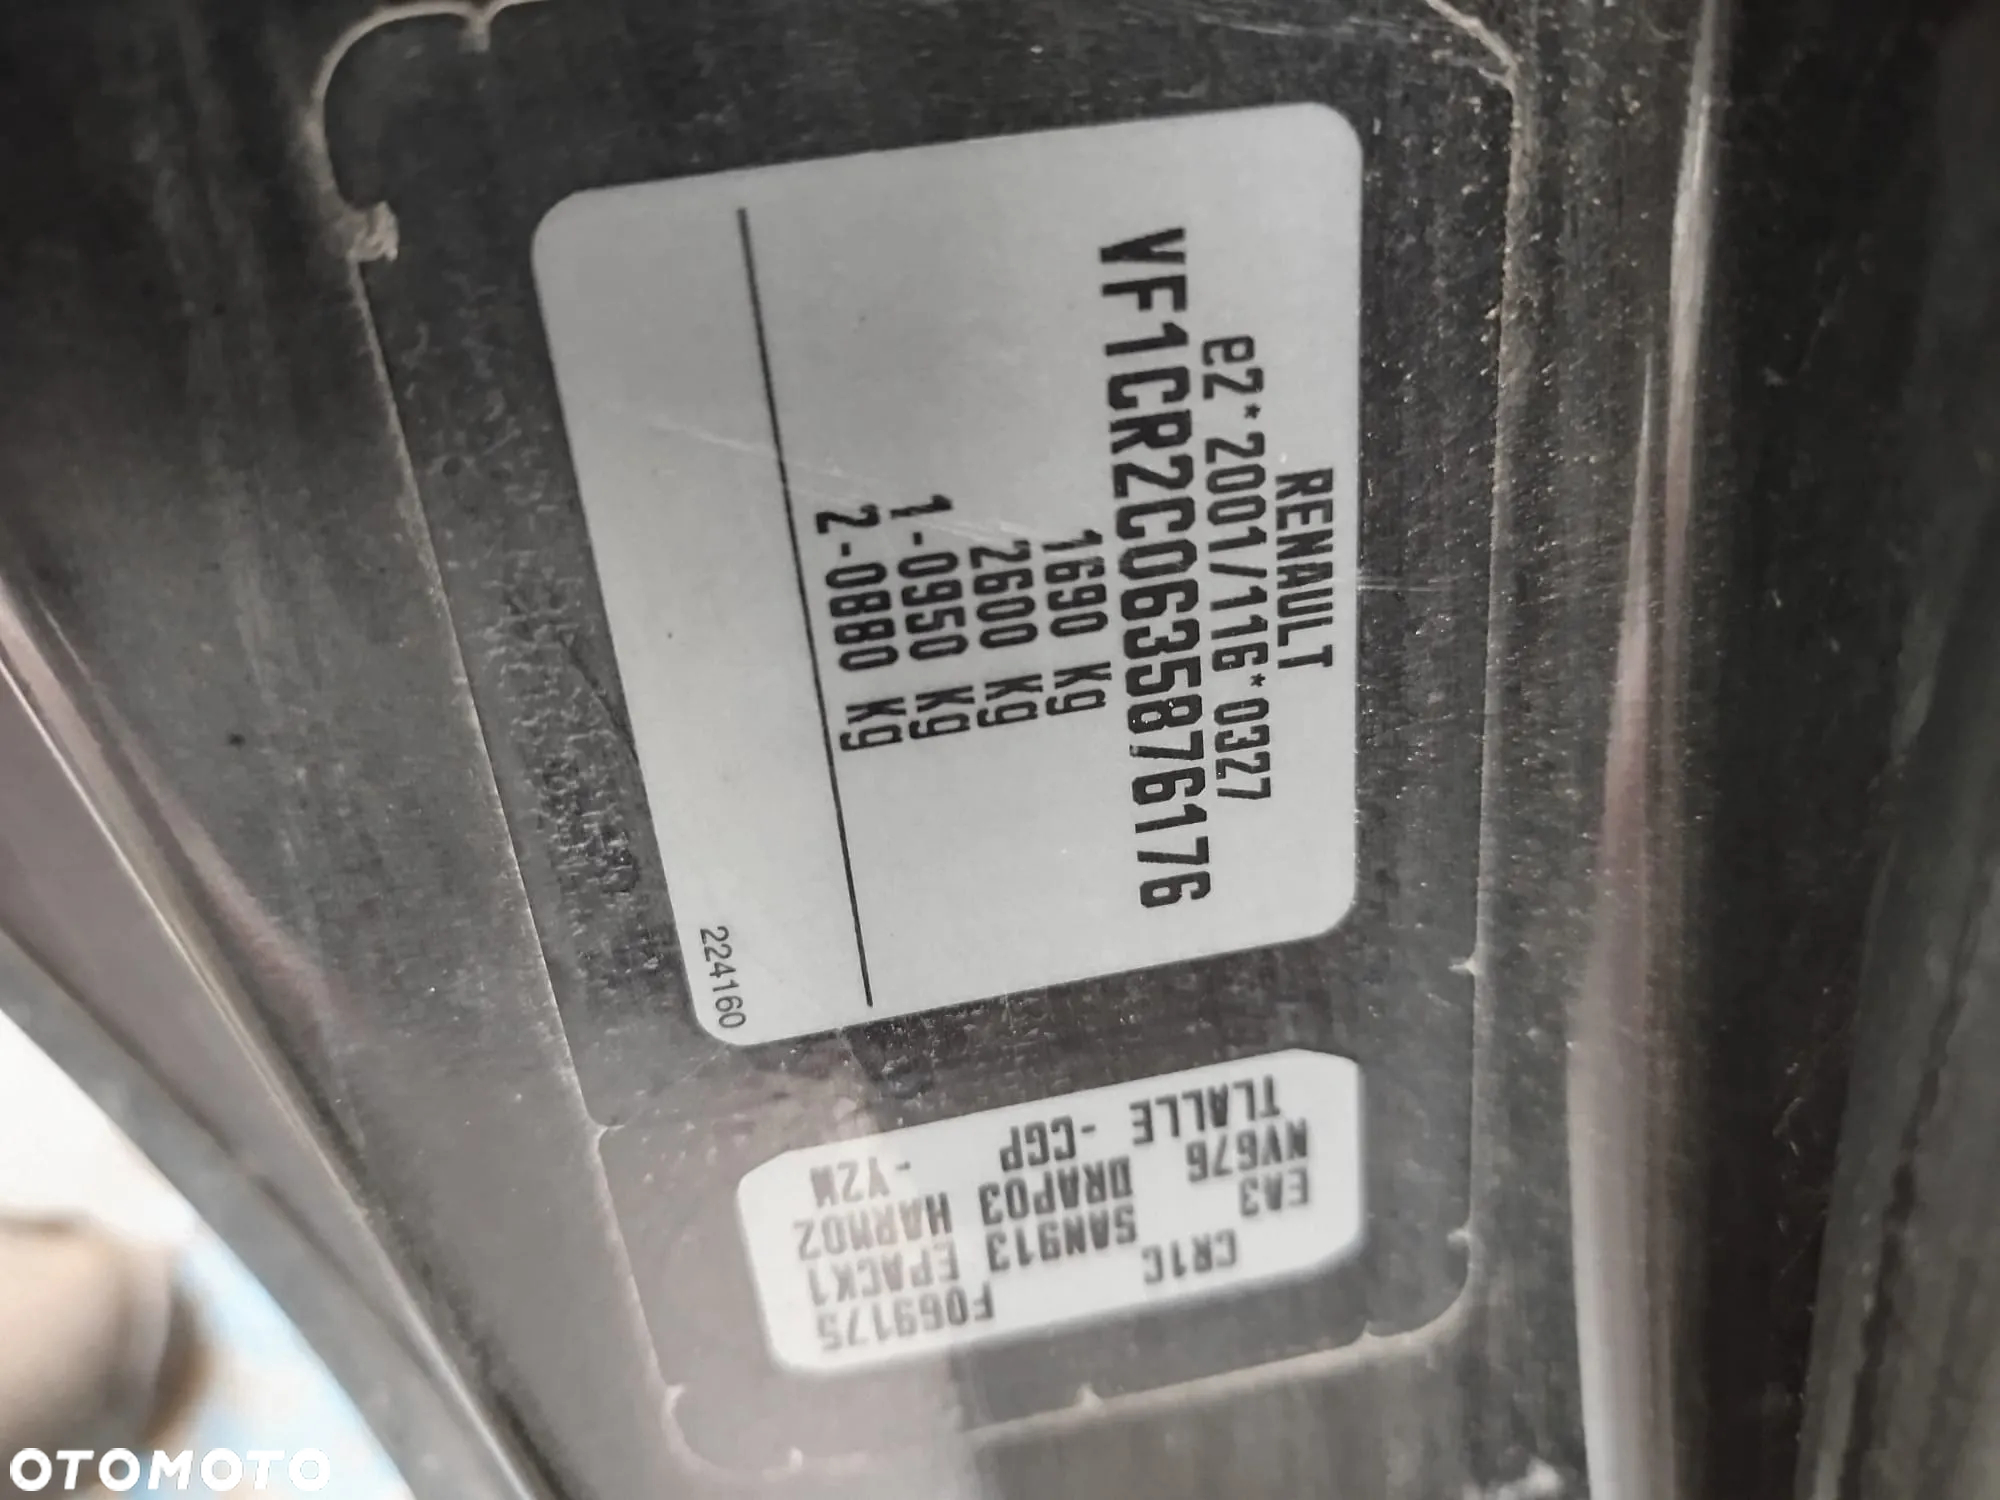 RENAULT
e2*2001/116*0327
VF1CR2C0635876176
1690 Kg
2600 Kg
1-0950 Kg
2-0880 Kg
224160
CR1C F069175
EA3 SAN913 EPACK1
NV676 DRAP03 HARM02
TLALLE -CGP -Y2W
OTOMOTO